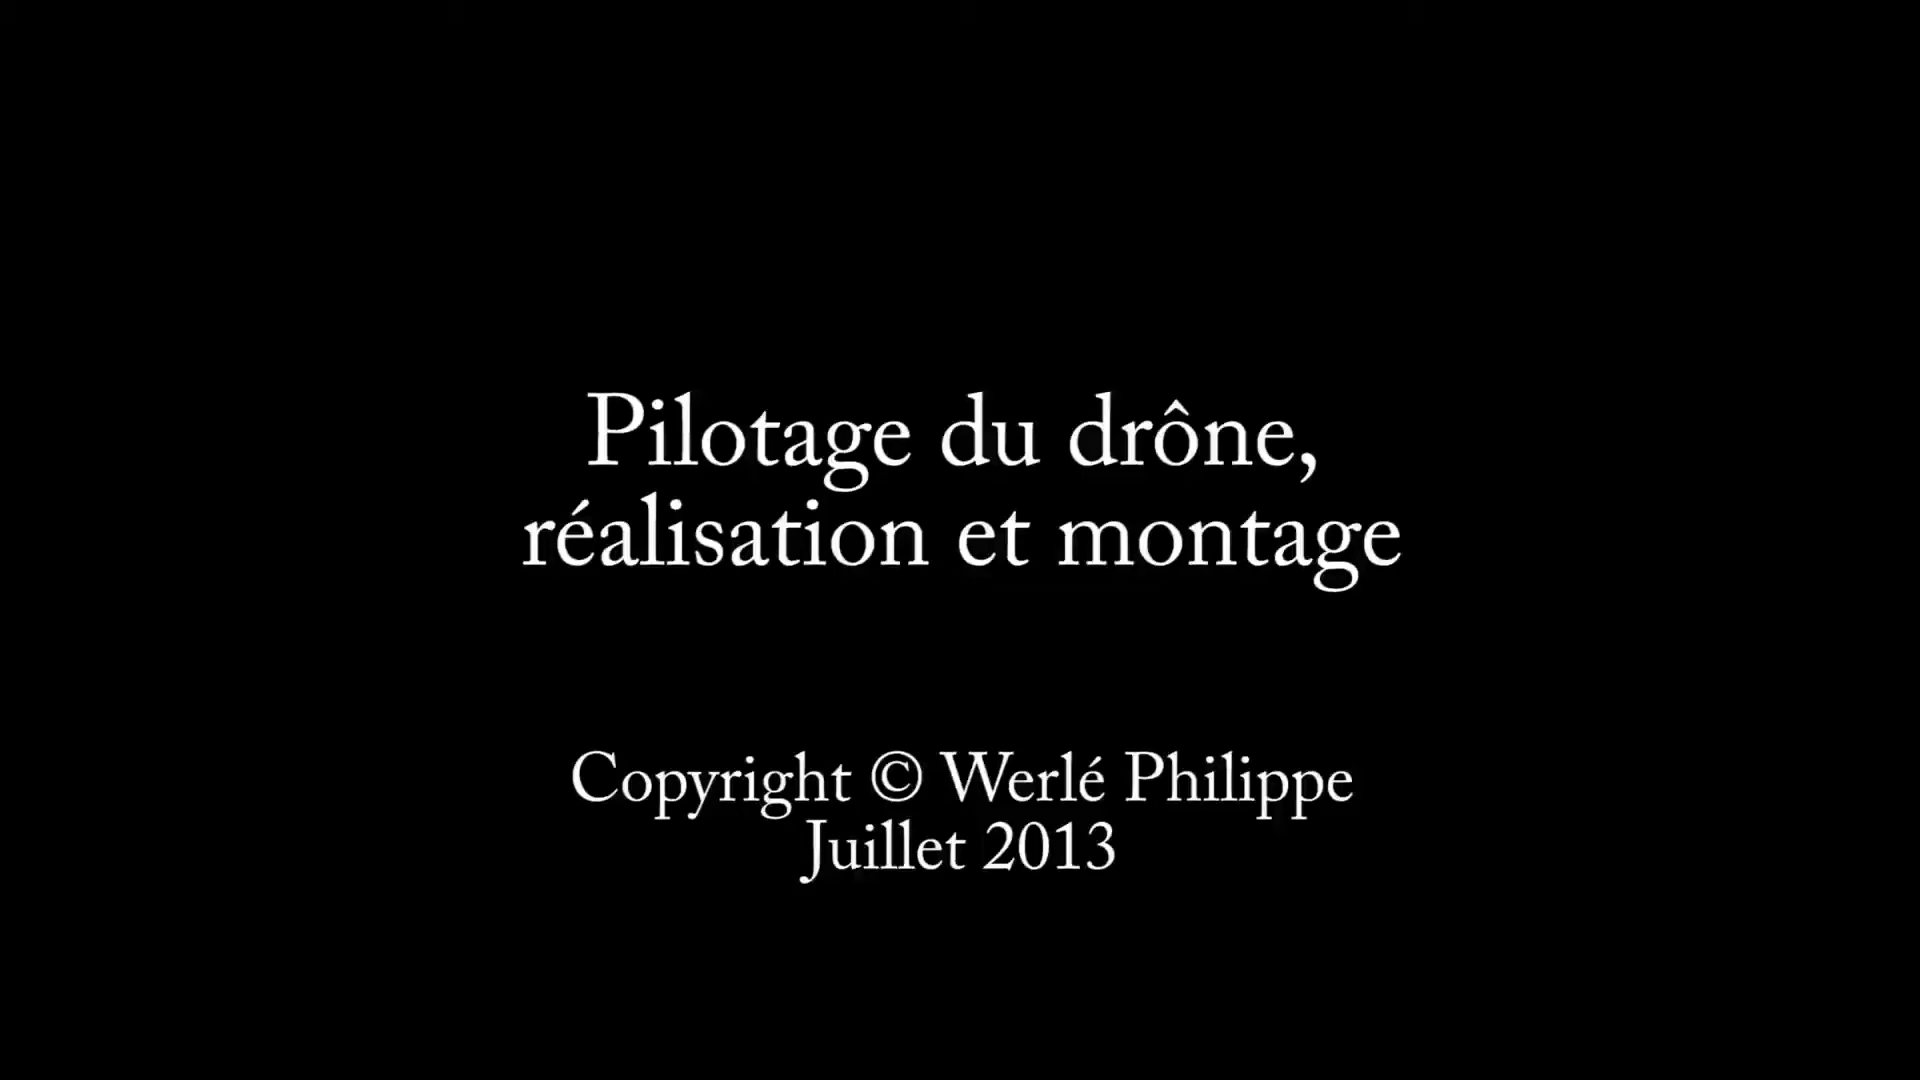 Pilotage du drône,
réalisation et montage
Copyright © Werlé Philippe
Juillet 2013